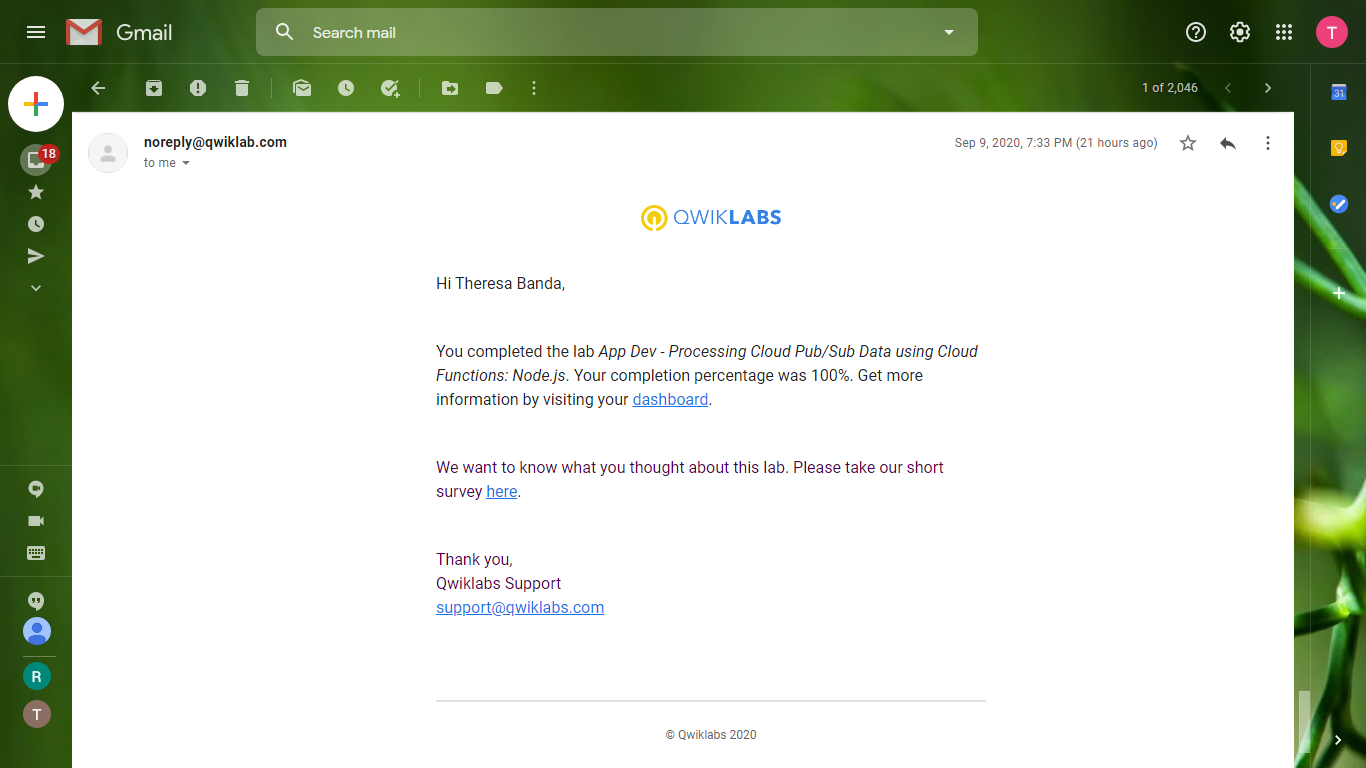 Gmail
Search mail
T
1 of 2,046
31
18
noreply@qwiklab.com
Sep 9, 2020, 7:33 PM (21 hours ago)
to me
QWIKLABS
Hi Theresa Banda,
You completed the lab App Dev - Processing Cloud Pub/Sub Data using Cloud
Functions: Node.js. Your completion percentage was 100%. Get more
information by visiting your dashboard.
We want to know what you thought about this lab. Please take our short
survey here.
Thank you,
Qwiklabs Support
support@qwiklabs.com
R
T
© Qwiklabs 2020